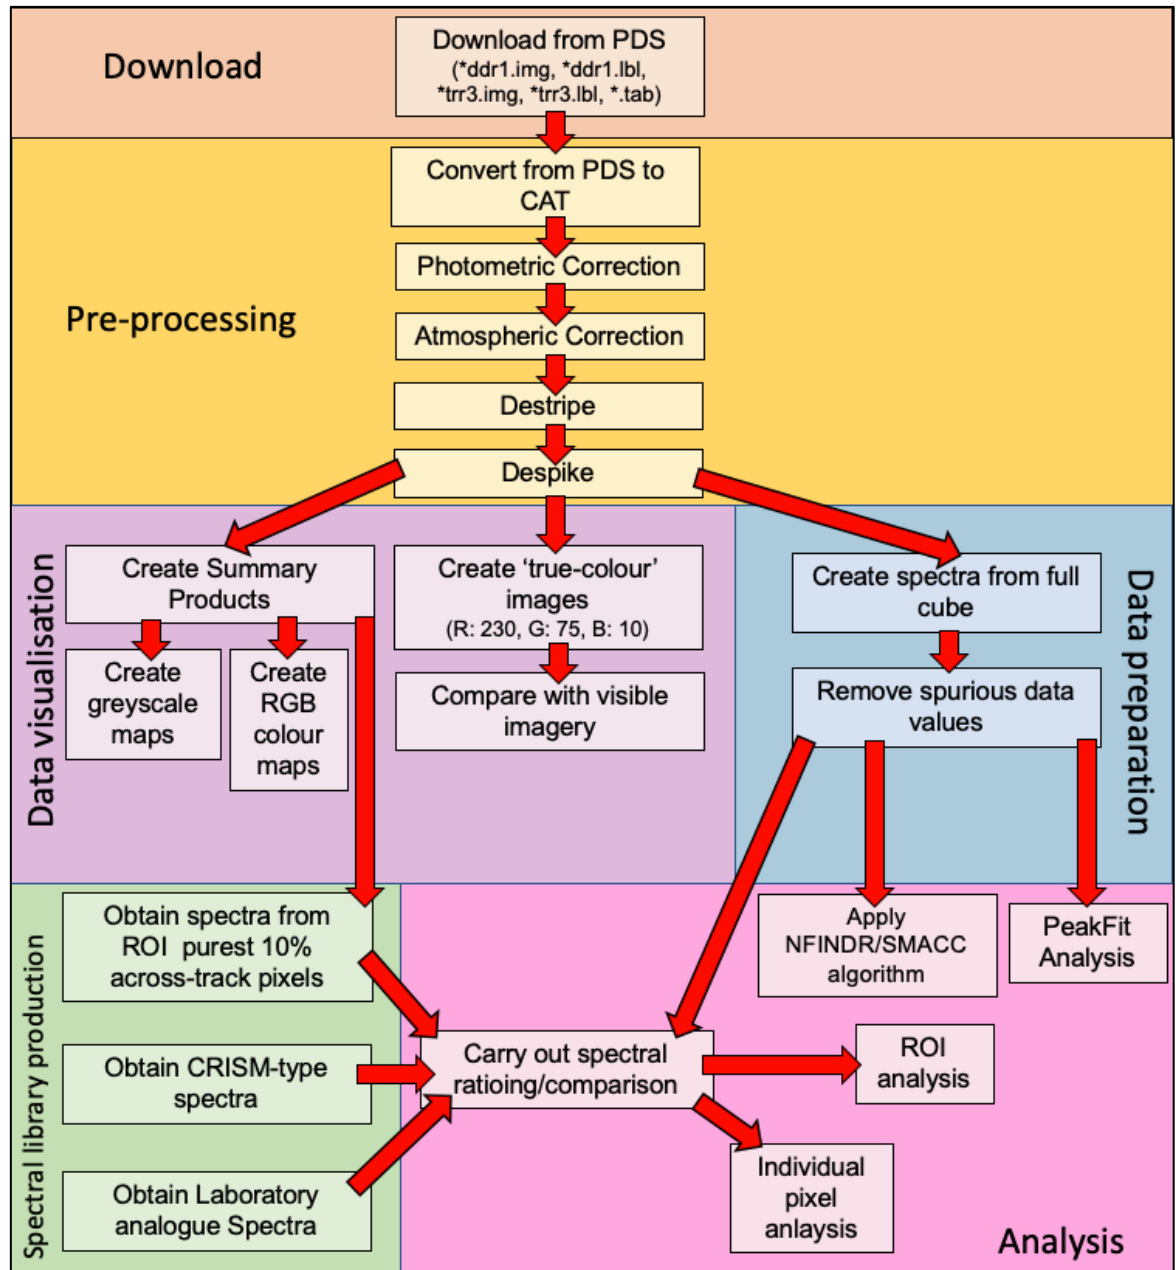 Download
Download from PDS
(*ddr1.img, *ddr1.lbl,
*trr3.img, *trr3.lbl, *.tab)
Pre-processing
Convert from PDS to
CAT
Photometric Correction
Atmospheric Correction
Destripe
Despike
Data visualisation
Create Summary
Products
Create
greyscale
maps
Create
RGB
colour
maps
Create ‘true-colour’
images
(R: 230, G: 75, B: 10)
Compare with visible
imagery
Data preparation
Create spectra from full
cube
Remove spurious data
values
Spectral library production
Obtain spectra from
ROI purest 10%
across-track pixels
Obtain CRISM-type
spectra
Obtain Laboratory
analogue Spectra
Carry out spectral
ratioing/comparison
Apply
NFINDR/SMACC
algorithm
PeakFit
Analysis
ROI
analysis
Individual
pixel
anlaysis
Analysis